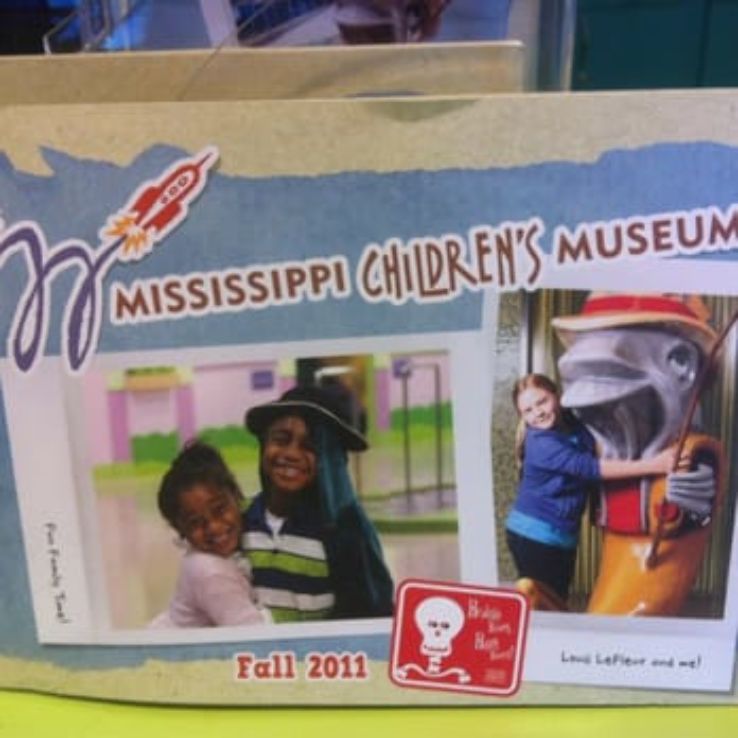 MISSISSIPPI CHILDREN'S MUSEUM
Fun Family Time!
Fall 2011
Louis LeFleur and me!